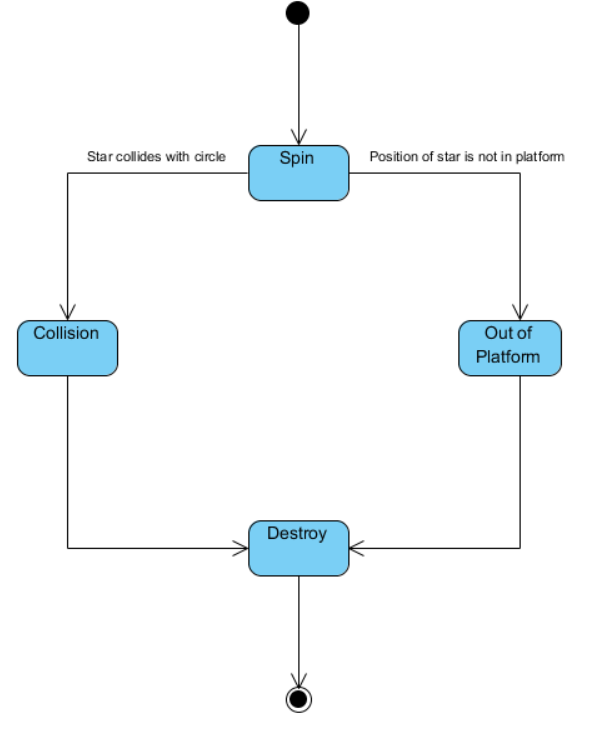 Star collides with circle
Spin
Position of star is not in platform
Collision
Out of
Platform
Destroy